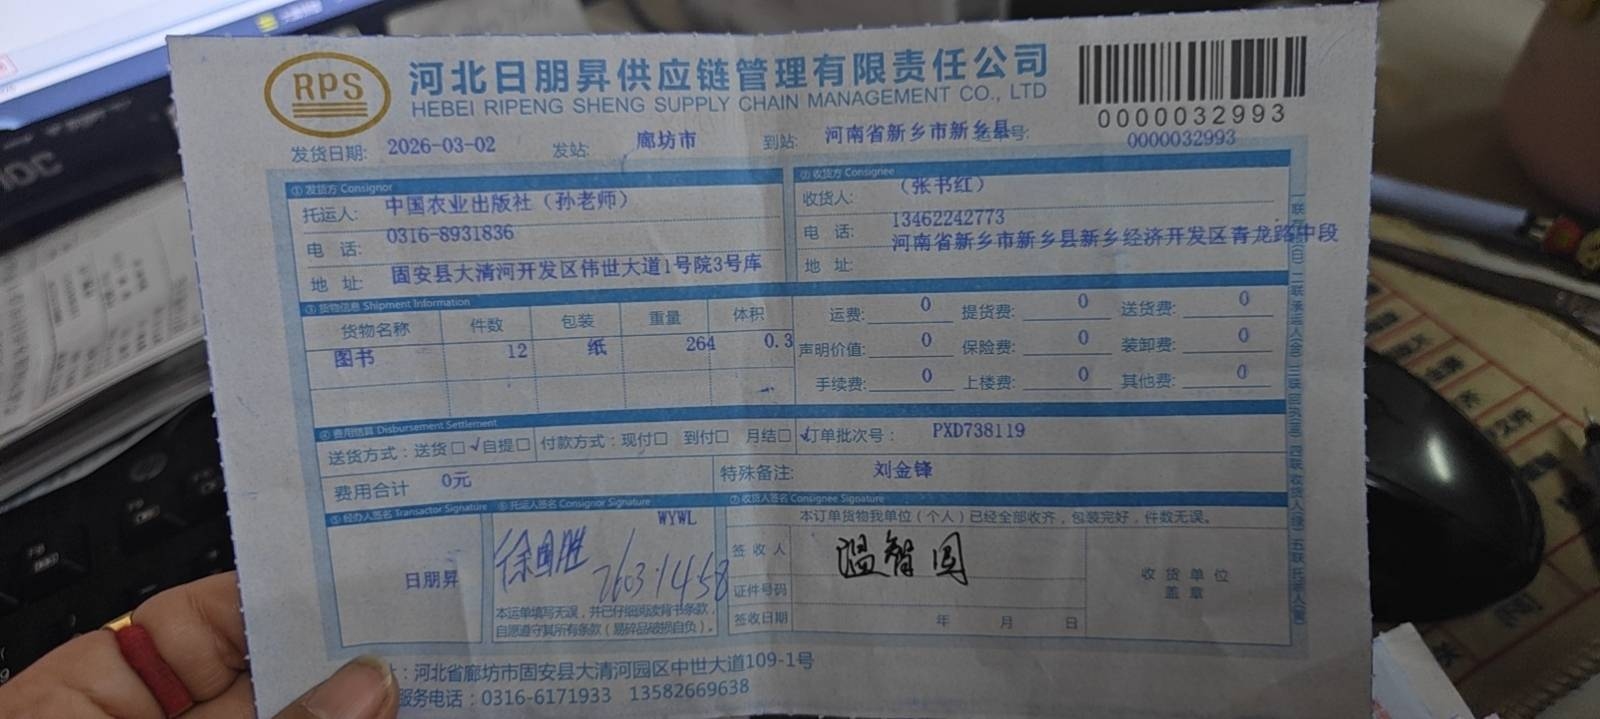 RPS
河北日朋昇供应链管理有限责任公司
HEBEI RIPENG SHENG SUPPLY CHAIN MANAGEMENT CO., LTD
0000032993
发货日期: 2026-03-02 发站: 廊坊市 到站: 河南省新乡市新乡县 运单号: 0000032993
① 发货方 Consignor
托运人: 中国农业出版社（孙老师）
电 话: 0316-8931836
地 址: 固安县大清河开发区伟世大道1号院3号库
② 收货方 Consignee
收货人: （张书红）
电 话: 13462242773
地 址: 河南省新乡市新乡县新乡经济开发区青龙路中段
③ 货物信息 Shipment Information
货物名称 件数 包装 重量 体积
图书 12 纸 264 0.3
运费: 0 提货费: 0 送货费: 0
声明价值: 0 保险费: 0 装卸费: 0
手续费: 0 上楼费: 0 其他费: 0
④ 费用结算 Disbursement Settlement
送货方式：送货□ √自提□ 付款方式：现付□ 到付□ 月结□ √订单批次号： PXD738119
费用合计 0元 特殊备注: 刘金锋
⑤ 经办人签名 Transactor Signature
日朋昇
⑥ 托运人签名 Consignor Signature
WYWL
徐国胜
本运单填写无误，并已仔细阅读背书条款，
自愿遵守其所有条款（易碎品破损自负）。
⑦ 收货人签名 Consignee Signature
本订单货物我单位（个人）已经全部收齐，包装完好，件数无误。
签 收 人 温智圆
证件号码
签收日期 年 月 日
收 货 单 位
盖 章
：河北省廊坊市固安县大清河园区中世大道109-1号
服务电话：0316-6171933 13582669638